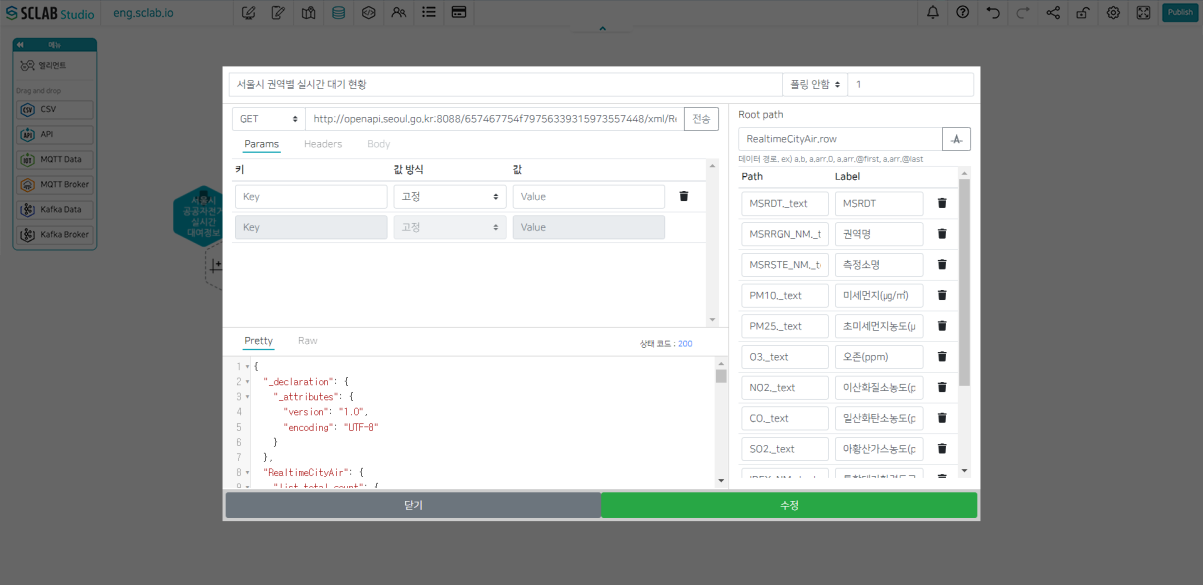 SCLAB Studio
eng.sclab.io
Publish
메뉴
엘리먼트
Drag and drop
CSV
API
MQTT Data
MQTT Broker
Kafka Data
Kafka Broker
서울시
공공자전거
실시간
대여정보
서울시 권역별 실시간 대기 현황
폴링 안함
1
GET
http://openapi.seoul.go.kr:8088/657467754f79756339315973557448/xml/R
전송
Params
Headers
Body
키
값 방식
값
Key
고정
Value
Key
고정
Value
Pretty
Raw
상태 코드 : 200
1 {
2 "_declaration": {
3 "_attributes": {
4 "version": "1.0",
5 "encoding": "UTF-8"
6 }
7 },
8 "RealtimeCityAir": {
9 "list_total_count": {
Root path
RealtimeCityAir.row
데이터 경로. ex) a.b, a.arr.0, a.arr.@first, a.arr.@last
Path
Label
MSRDT._text
MSRDT
MSRRGN_NM._t
권역명
MSRSTE_NM._t
측정소명
PM10._text
미세먼지(㎍/㎥)
PM25._text
초미세먼지농도(
O3._text
오존(ppm)
NO2._text
이산화질소농도(p
CO._text
일산화탄소농도(p
SO2._text
아황산가스농도(p
닫기
수정